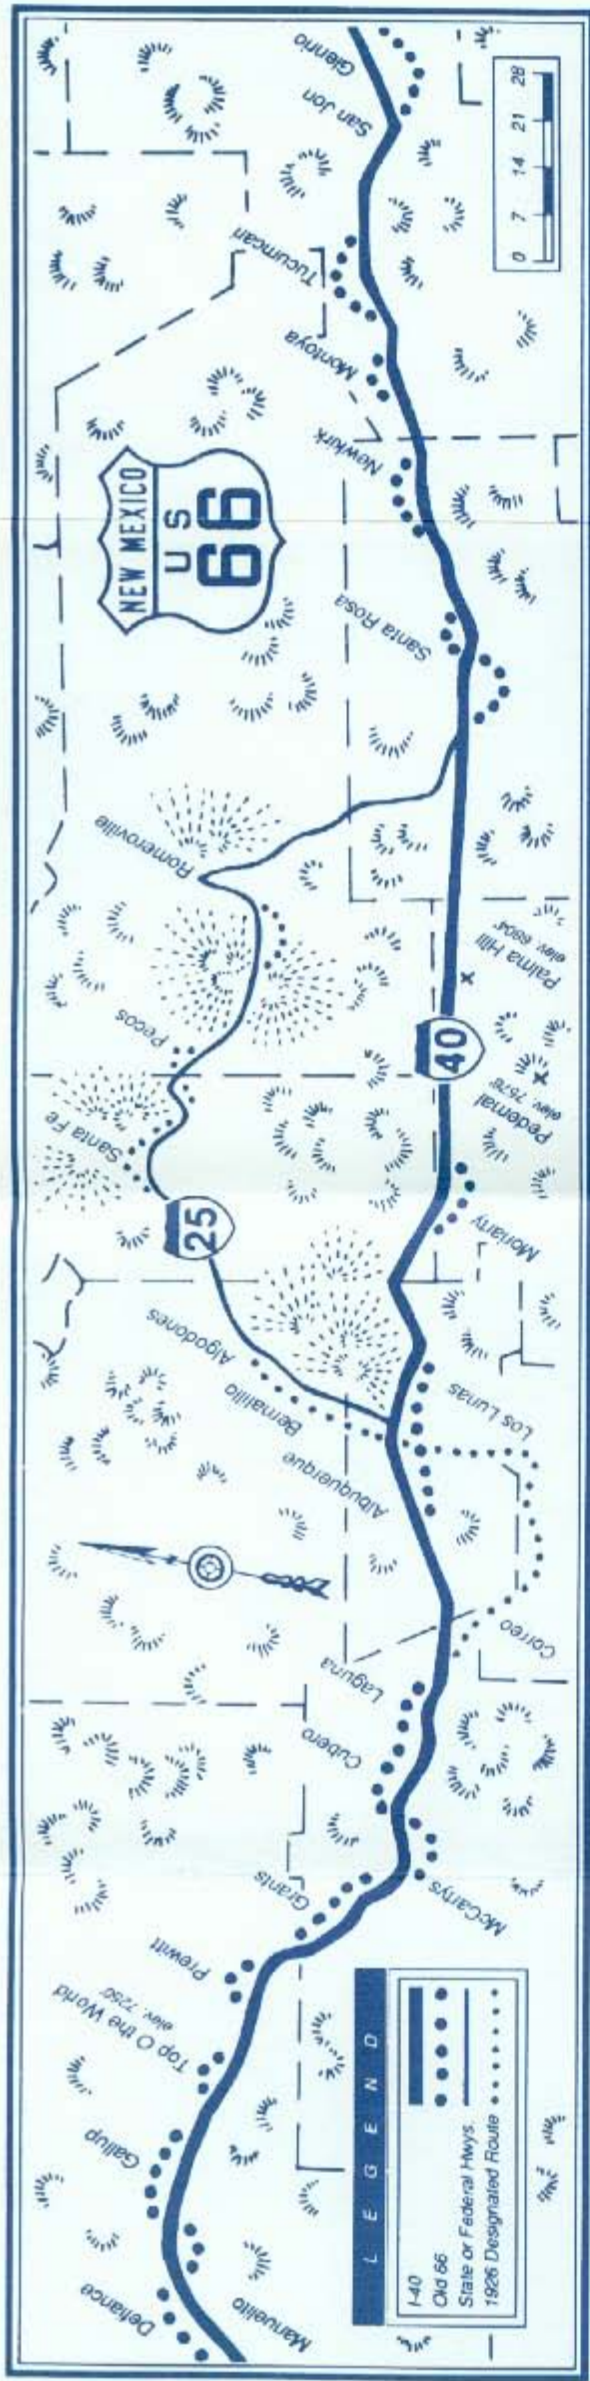 Defiance
Manuelito
Gallup
Top O the World
elev. 7250'
Prewitt
Grants
McCartys
Cubero
Laguna
Correo
Albuquerque
Los Lunas
Bernalillo
Algodones
25
Santa Fe
Pecos
Romeroville
Moriarty
Pedernal
elev. 7576'
40
Palma Hill
elev. 6804'
Santa Rosa
NEW MEXICO
US
66
Newkirk
Montoya
Tucumcari
San Jon
Glenrio
LEGEND
I-40
Old 66
State or Federal Hwys.
1926 Designated Route
0 7 14 21 28